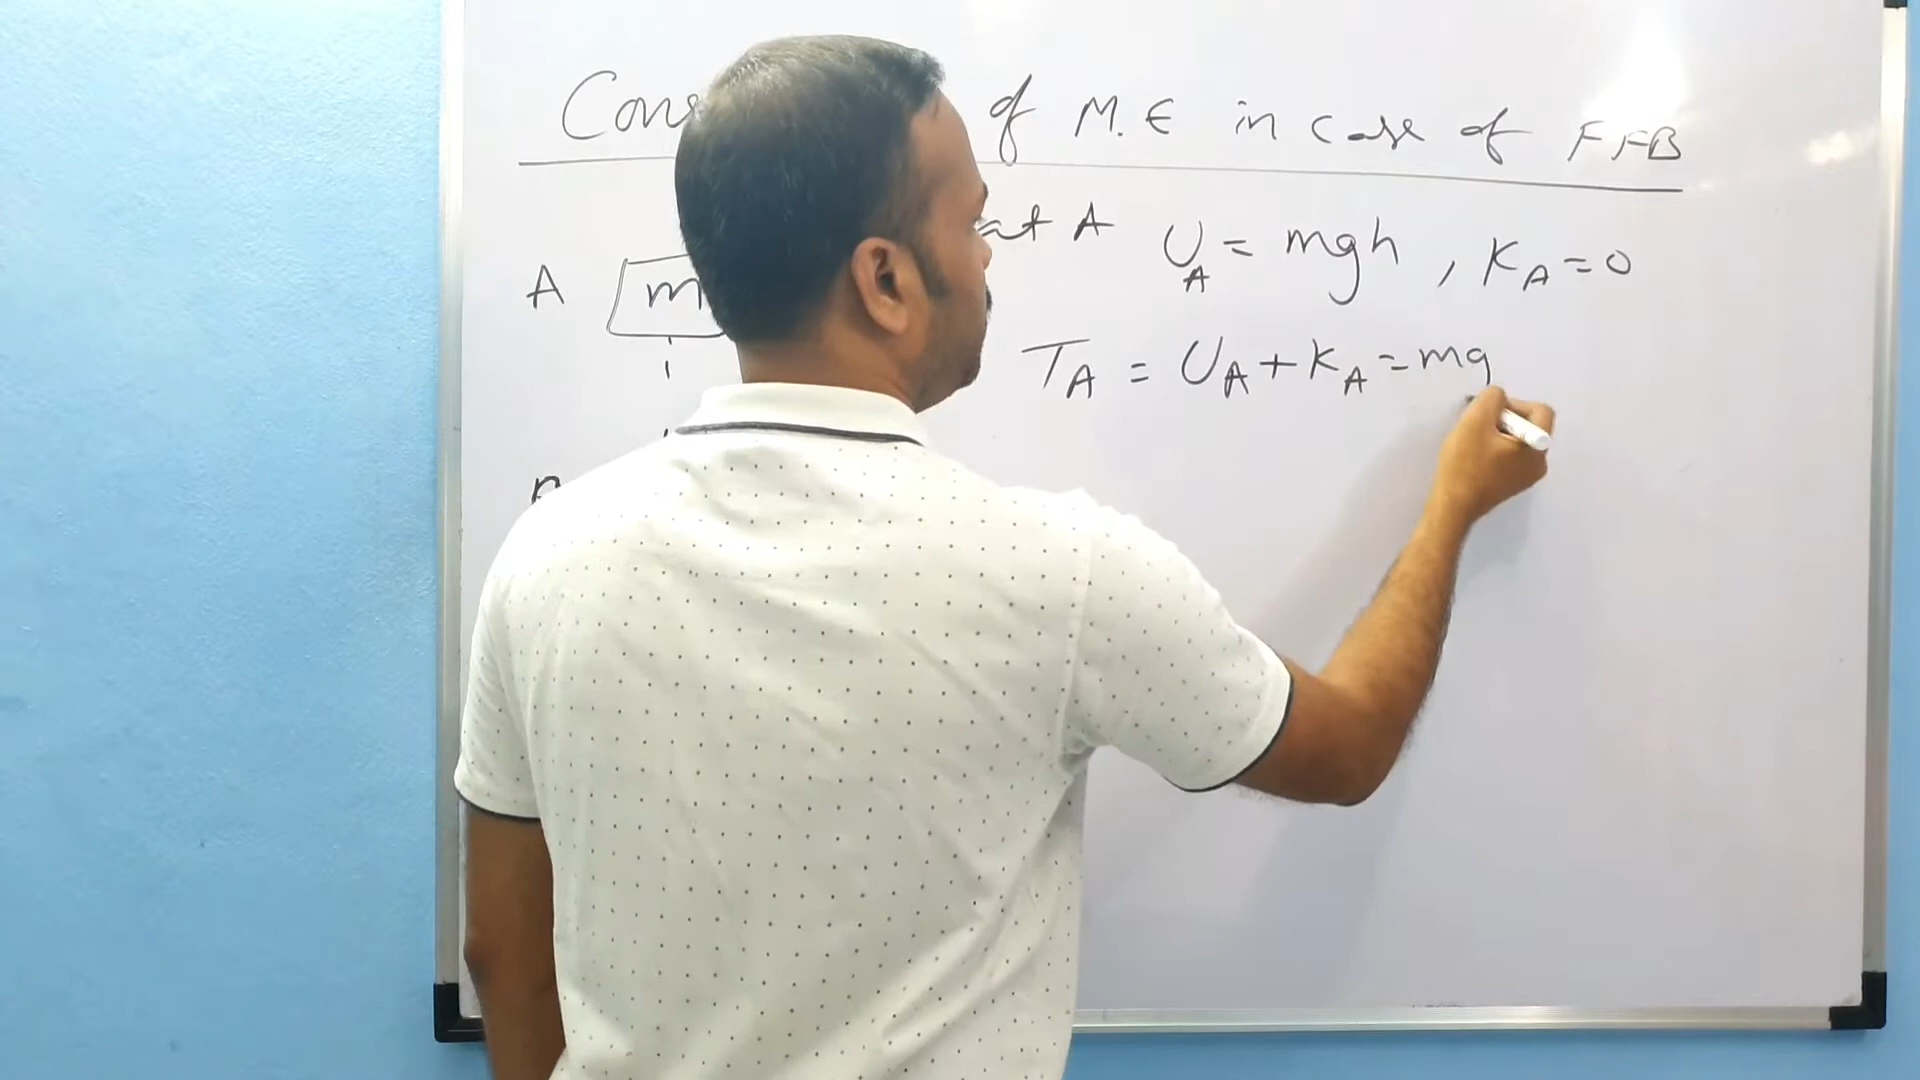 Cons of M.E in case of FFB
at A U_A = mgh , K_A = 0
A m
T_A = U_A + K_A = mg